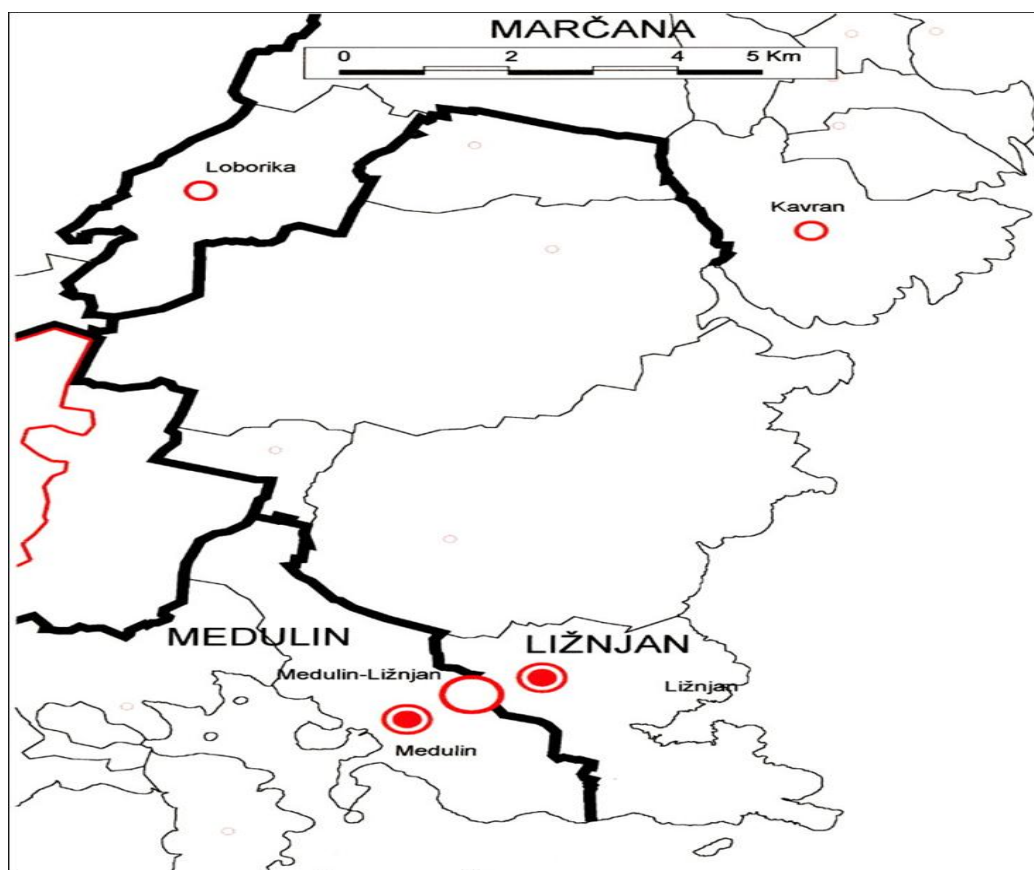 MARČANA
0 2 4 5 Km
Loborika
Kavran
MEDULIN
LIŽNJAN
Medulin-Ližnjan
Ližnjan
Medulin